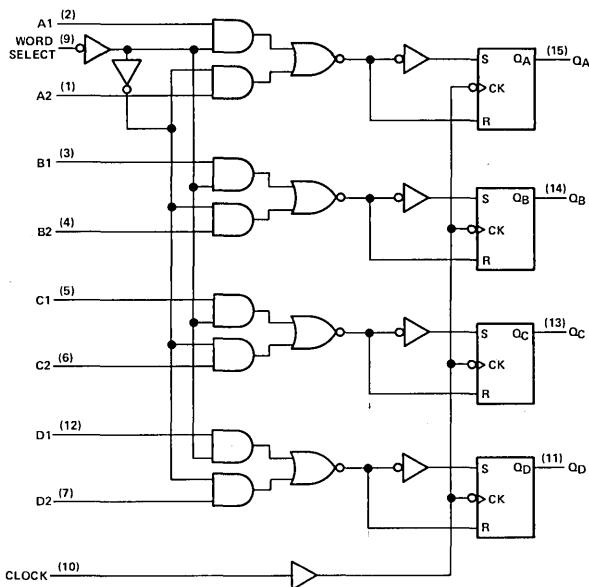 A1 (2)
WORD SELECT (9)
A2 (1)
S QA (15) QA
CK
R
B1 (3)
B2 (4)
S QB (14) QB
CK
R
C1 (5)
C2 (6)
S QC (13) QC
CK
R
D1 (12)
D2 (7)
S QD (11) QD
CK
R
CLOCK (10)